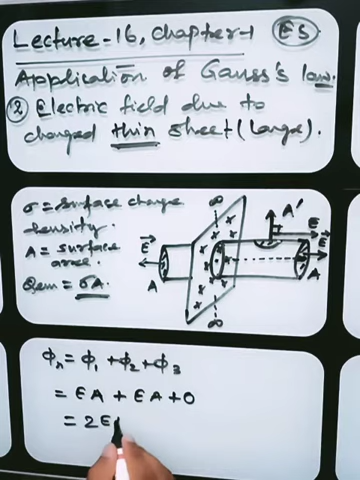 Lecture-16, chapter-1 ES
Application of Gauss's law.
② Electric field due to
charged thin sheet (Large).
σ = surface charge
density.
A = surface
area.
Qem = σA.
∞
A'
E
E
E
A
A
∞
Φn = Φ1 + Φ2 + Φ3
= EA + EA + 0
= 2E